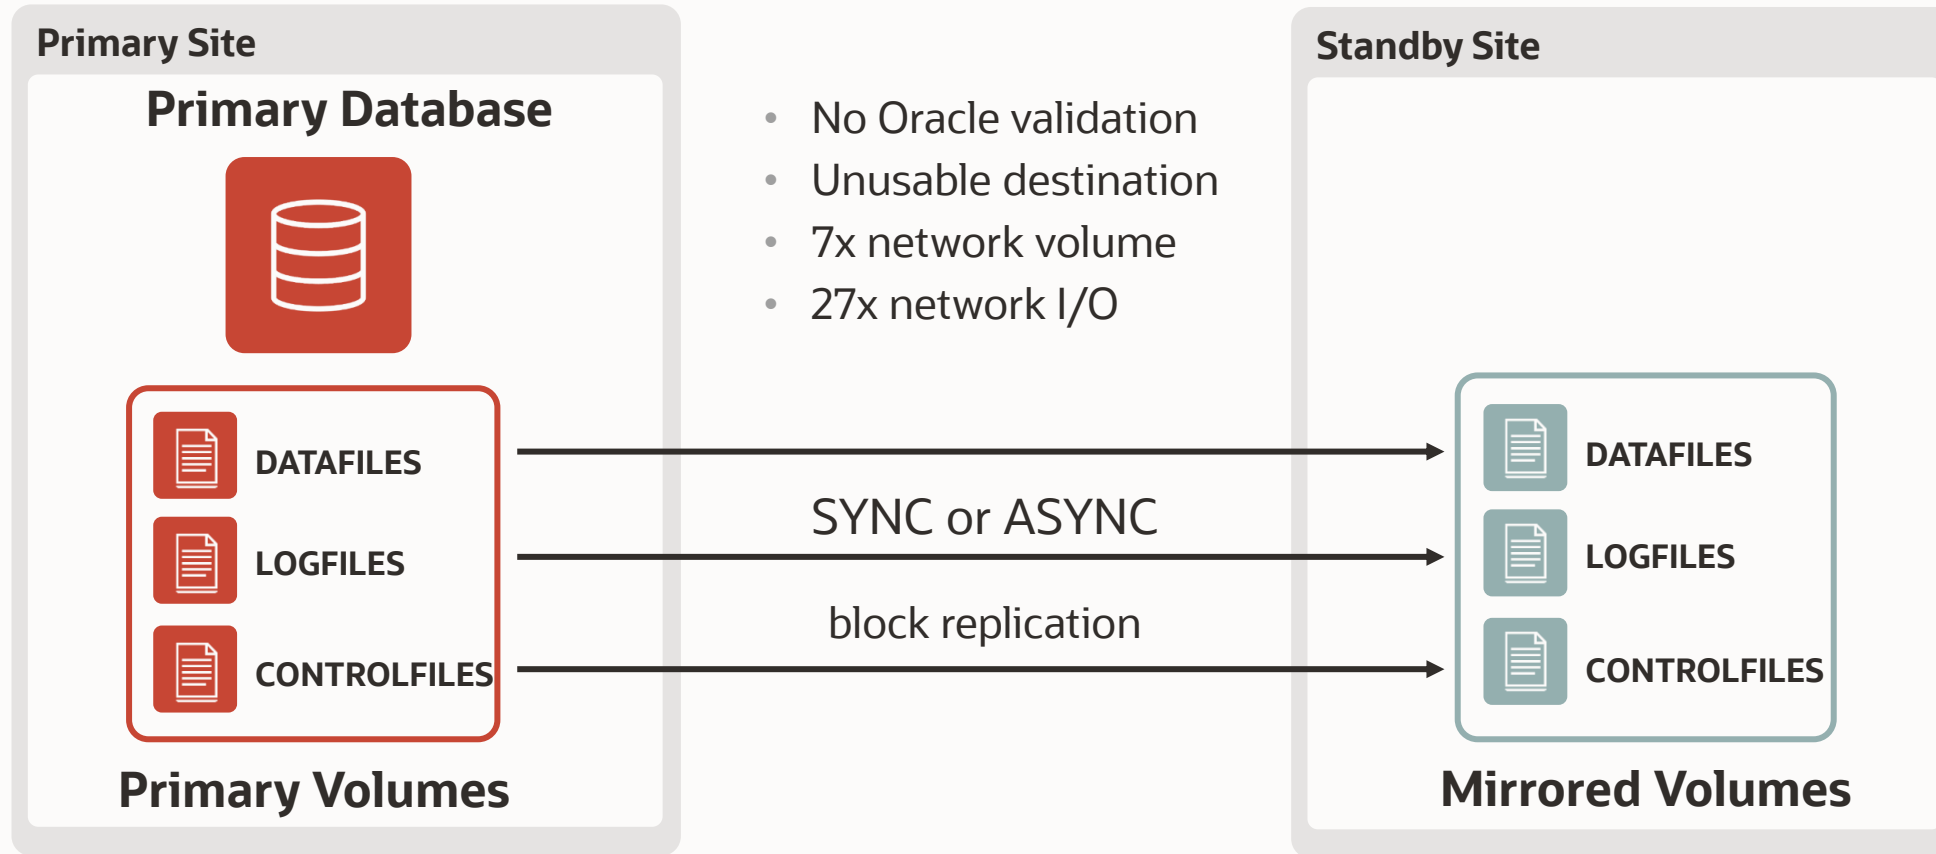 Primary Site
Primary Database
DATAFILES
LOGFILES
CONTROLFILES
Primary Volumes
• No Oracle validation
• Unusable destination
• 7x network volume
• 27x network I/O
SYNC or ASYNC
block replication
Standby Site
DATAFILES
LOGFILES
CONTROLFILES
Mirrored Volumes